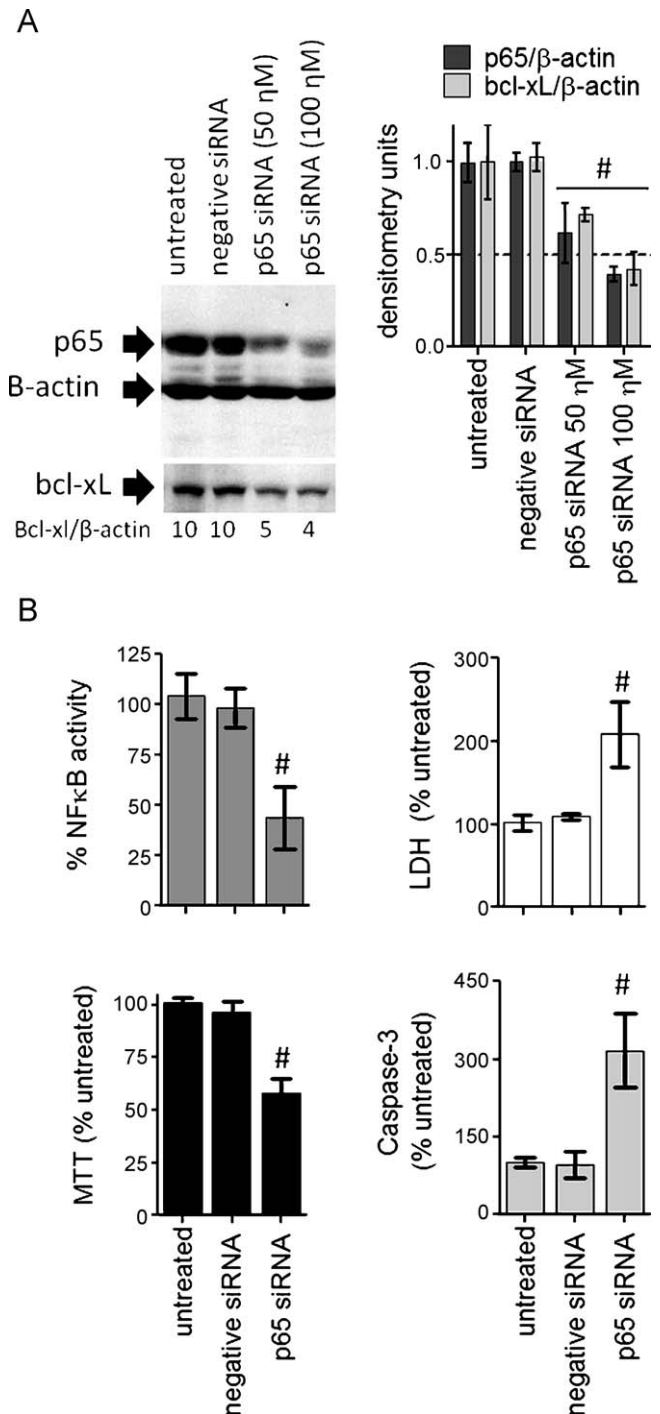 A
untreated
negative siRNA
p65 siRNA (50 ηM)
p65 siRNA (100 ηM)
p65
B-actin
bcl-xL
Bcl-xl/β-actin 10 10 5 4
p65/β-actin
bcl-xL/β-actin
densitometry units
1.0
0.5
0.0
#
untreated
negative siRNA
p65 siRNA 50 ηM
p65 siRNA 100 ηM
B
% NFκB activity
125
100
75
50
25
0
#
LDH (% untreated)
300
200
100
0
#
MTT (% untreated)
100
75
50
25
0
#
untreated
negative siRNA
p65 siRNA
Caspase-3
(% untreated)
450
300
150
0
#
untreated
negative siRNA
p65 siRNA